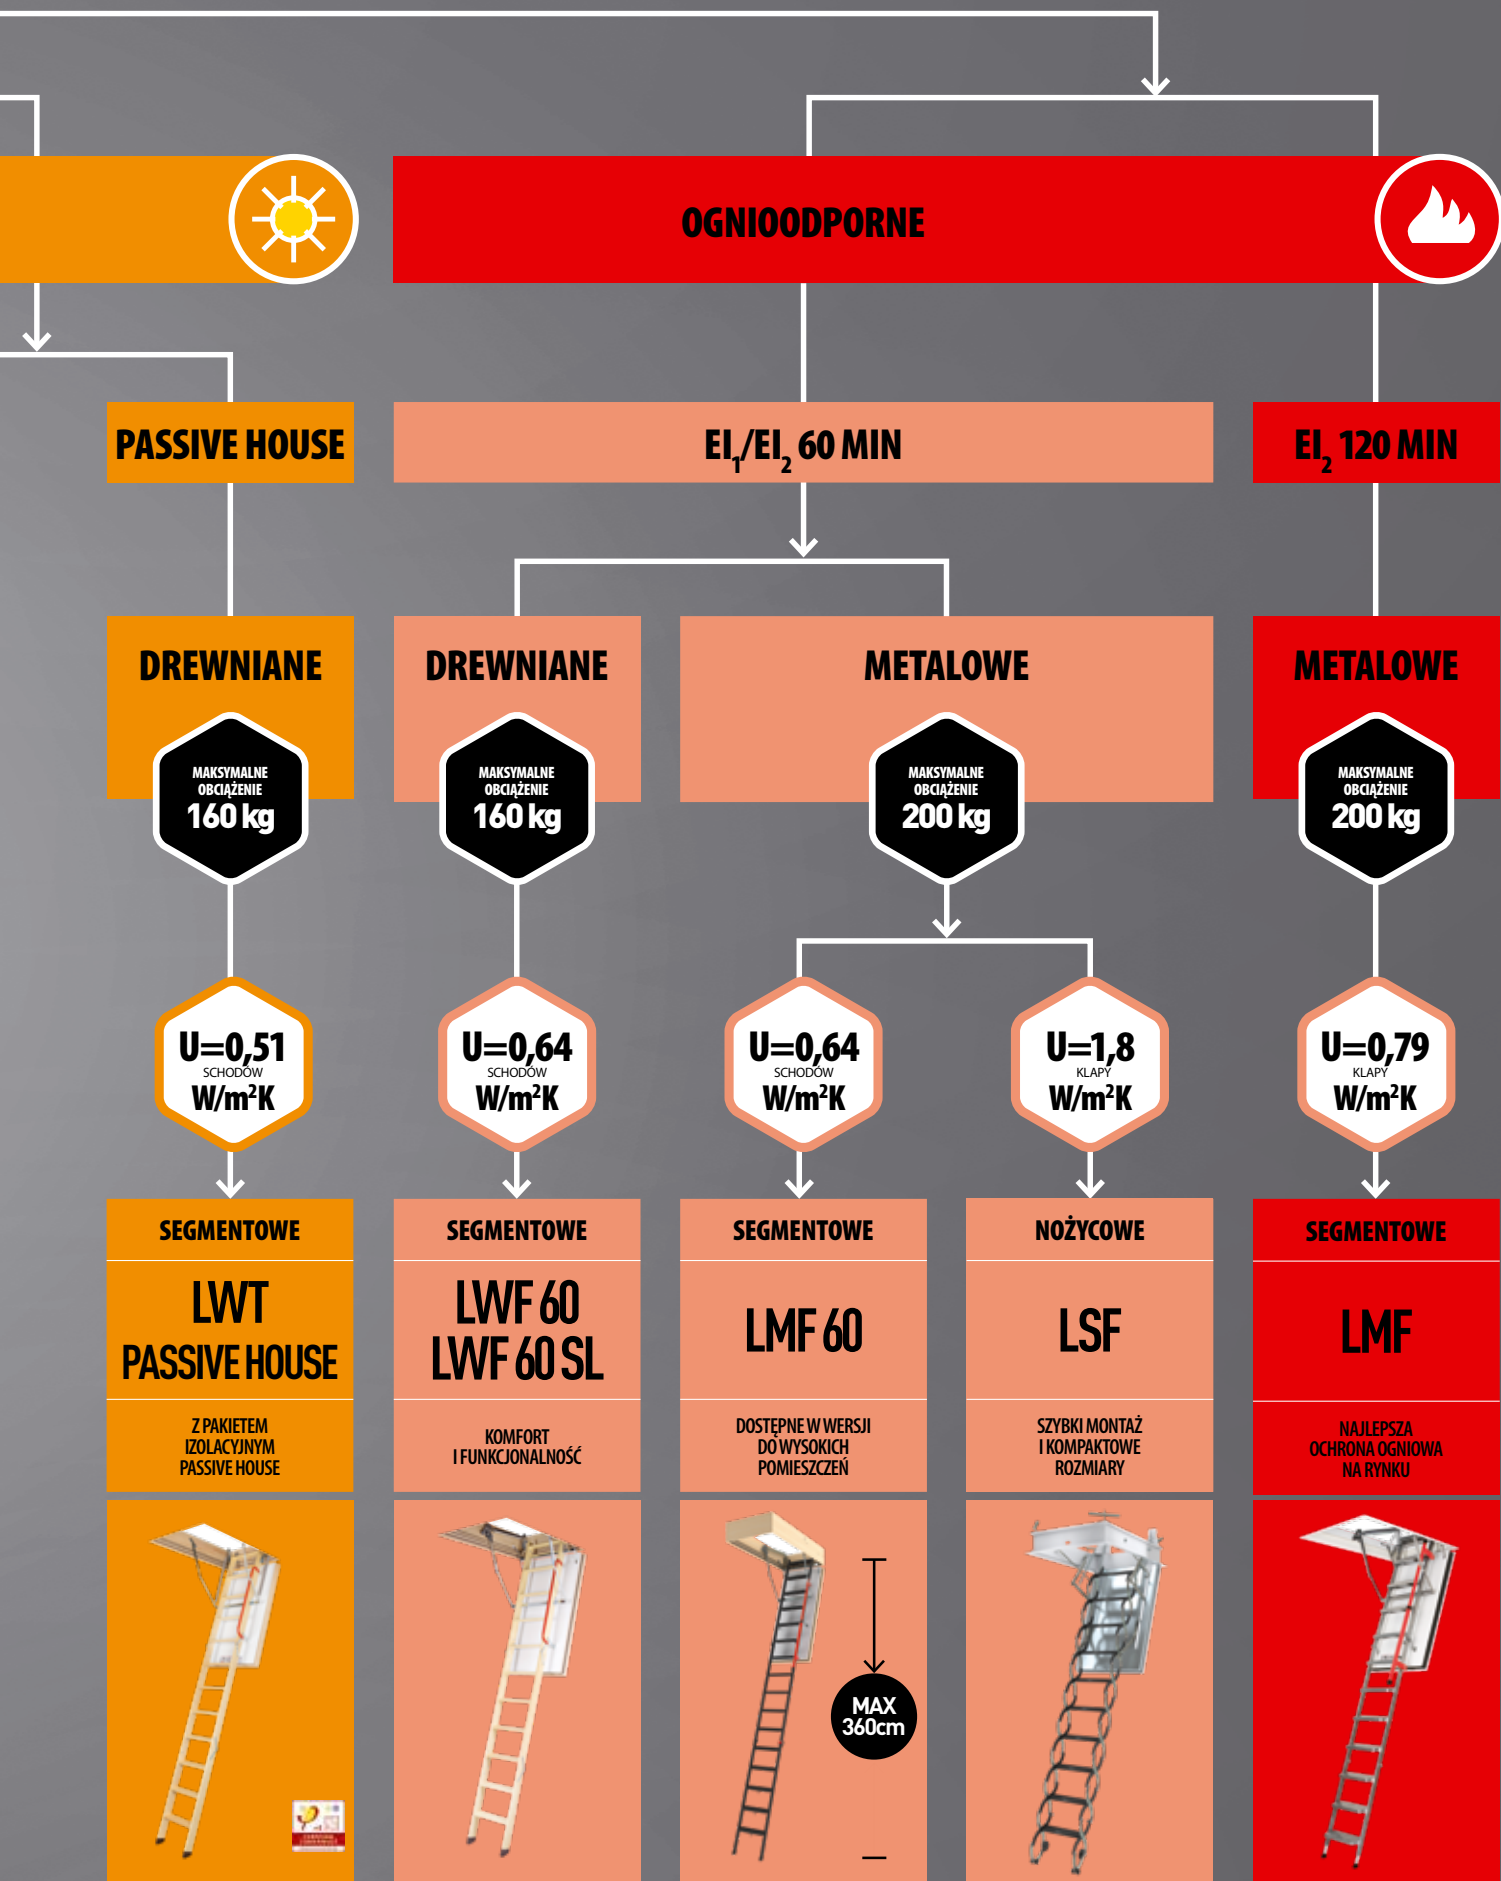 OGNIOODPORNE
PASSIVE HOUSE
EI₁/EI₂ 60 MIN
EI₂ 120 MIN
DREWNIANE
MAKSYMALNE
OBCIĄŻENIE
160 kg
DREWNIANE
MAKSYMALNE
OBCIĄŻENIE
160 kg
METALOWE
MAKSYMALNE
OBCIĄŻENIE
200 kg
METALOWE
MAKSYMALNE
OBCIĄŻENIE
200 kg
U=0,51
SCHODÓW
W/m²K
U=0,64
SCHODÓW
W/m²K
U=0,64
SCHODÓW
W/m²K
U=1,8
KLAPY
W/m²K
U=0,79
KLAPY
W/m²K
SEGMENTOWE
LWT
PASSIVE HOUSE
Z PAKIETEM
IZOLACYJNYM
PASSIVE HOUSE
SEGMENTOWE
LWF 60
LWF 60 SL
KOMFORT
I FUNKCJONALNOŚĆ
SEGMENTOWE
LMF 60
DOSTĘPNE W WERSJI
DO WYSOKICH
POMIESZCZEŃ
MAX
360cm
NOŻYCOWE
LSF
SZYBKI MONTAŻ
I KOMPAKTOWE
ROZMIARY
SEGMENTOWE
LMF
NAJLEPSZA
OCHRONA OGNIOWA
NA RYNKU